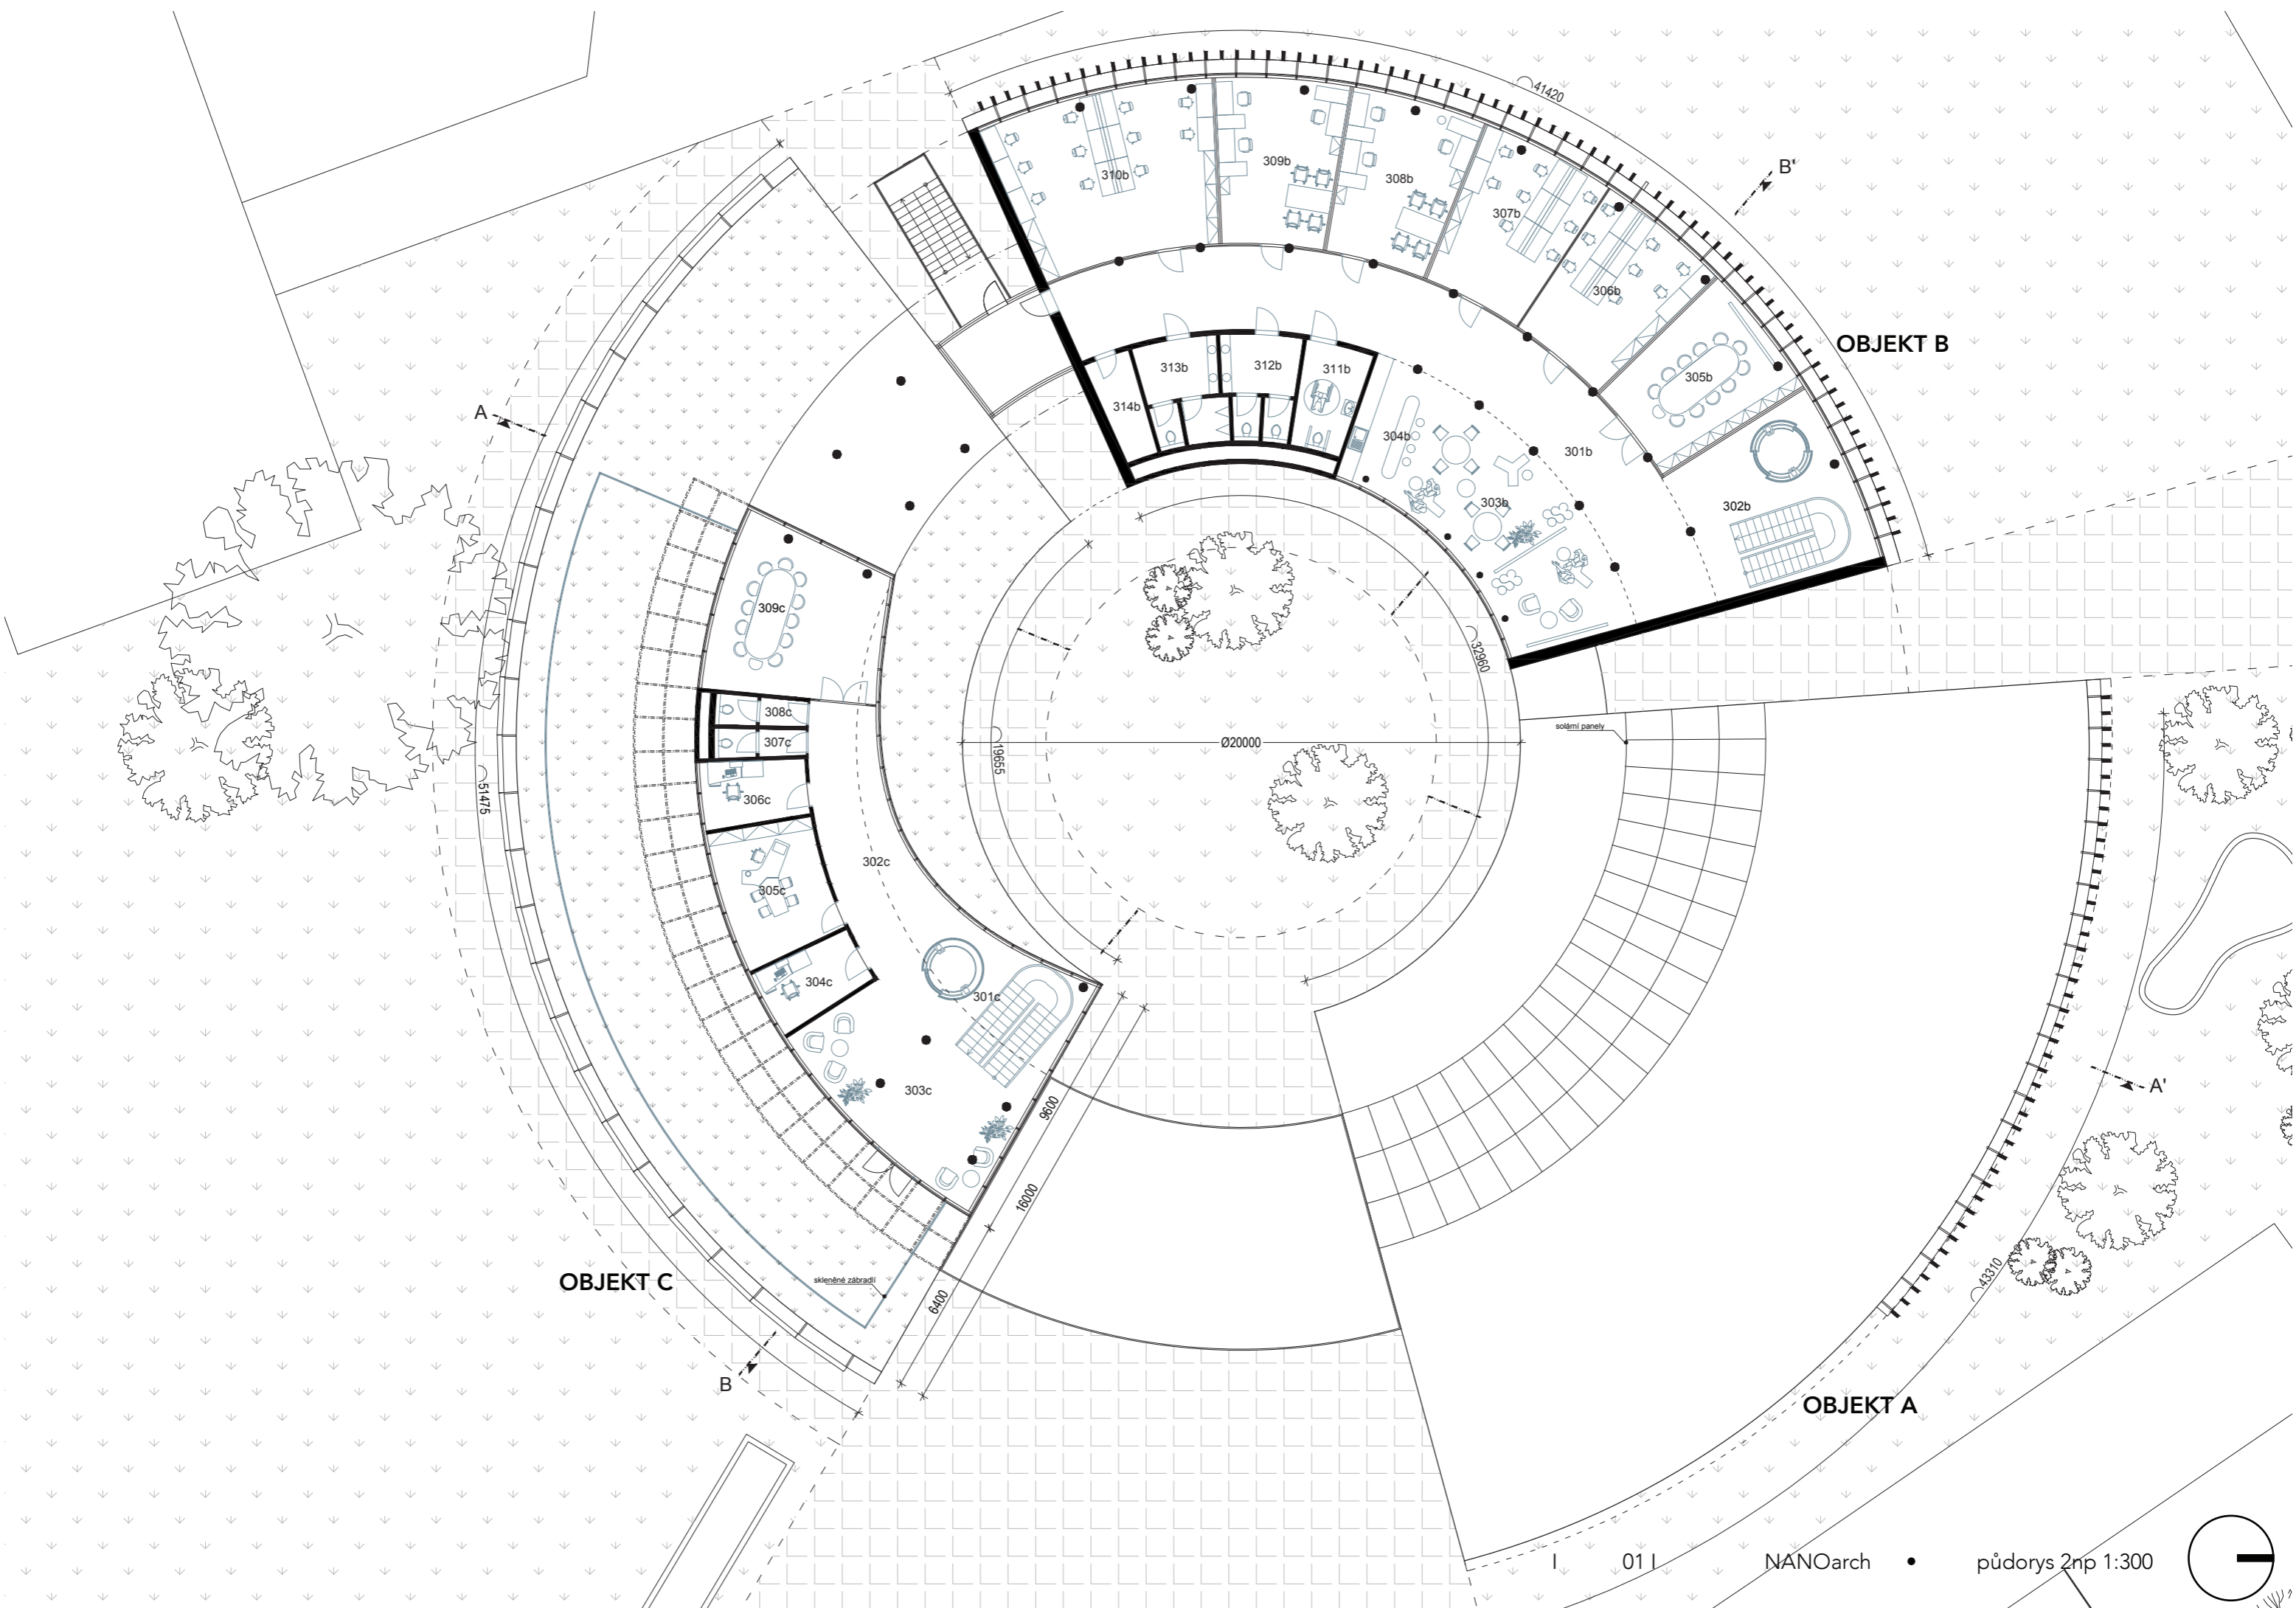 41420
B'
310b
309b
308b
307b
306b
OBJEKT B
305b
313b
312b
311b
314b
304b
301b
303b
302b
A
309c
32960
308c
307c
306c
solární panely
Ø20000
19655
51475
302c
305c
304c
301c
303c
9600
16000
6400
A'
OBJEKT C
skleněné zábradlí
B
43310
OBJEKT A
01
NANOarch • půdorys 2np 1:300